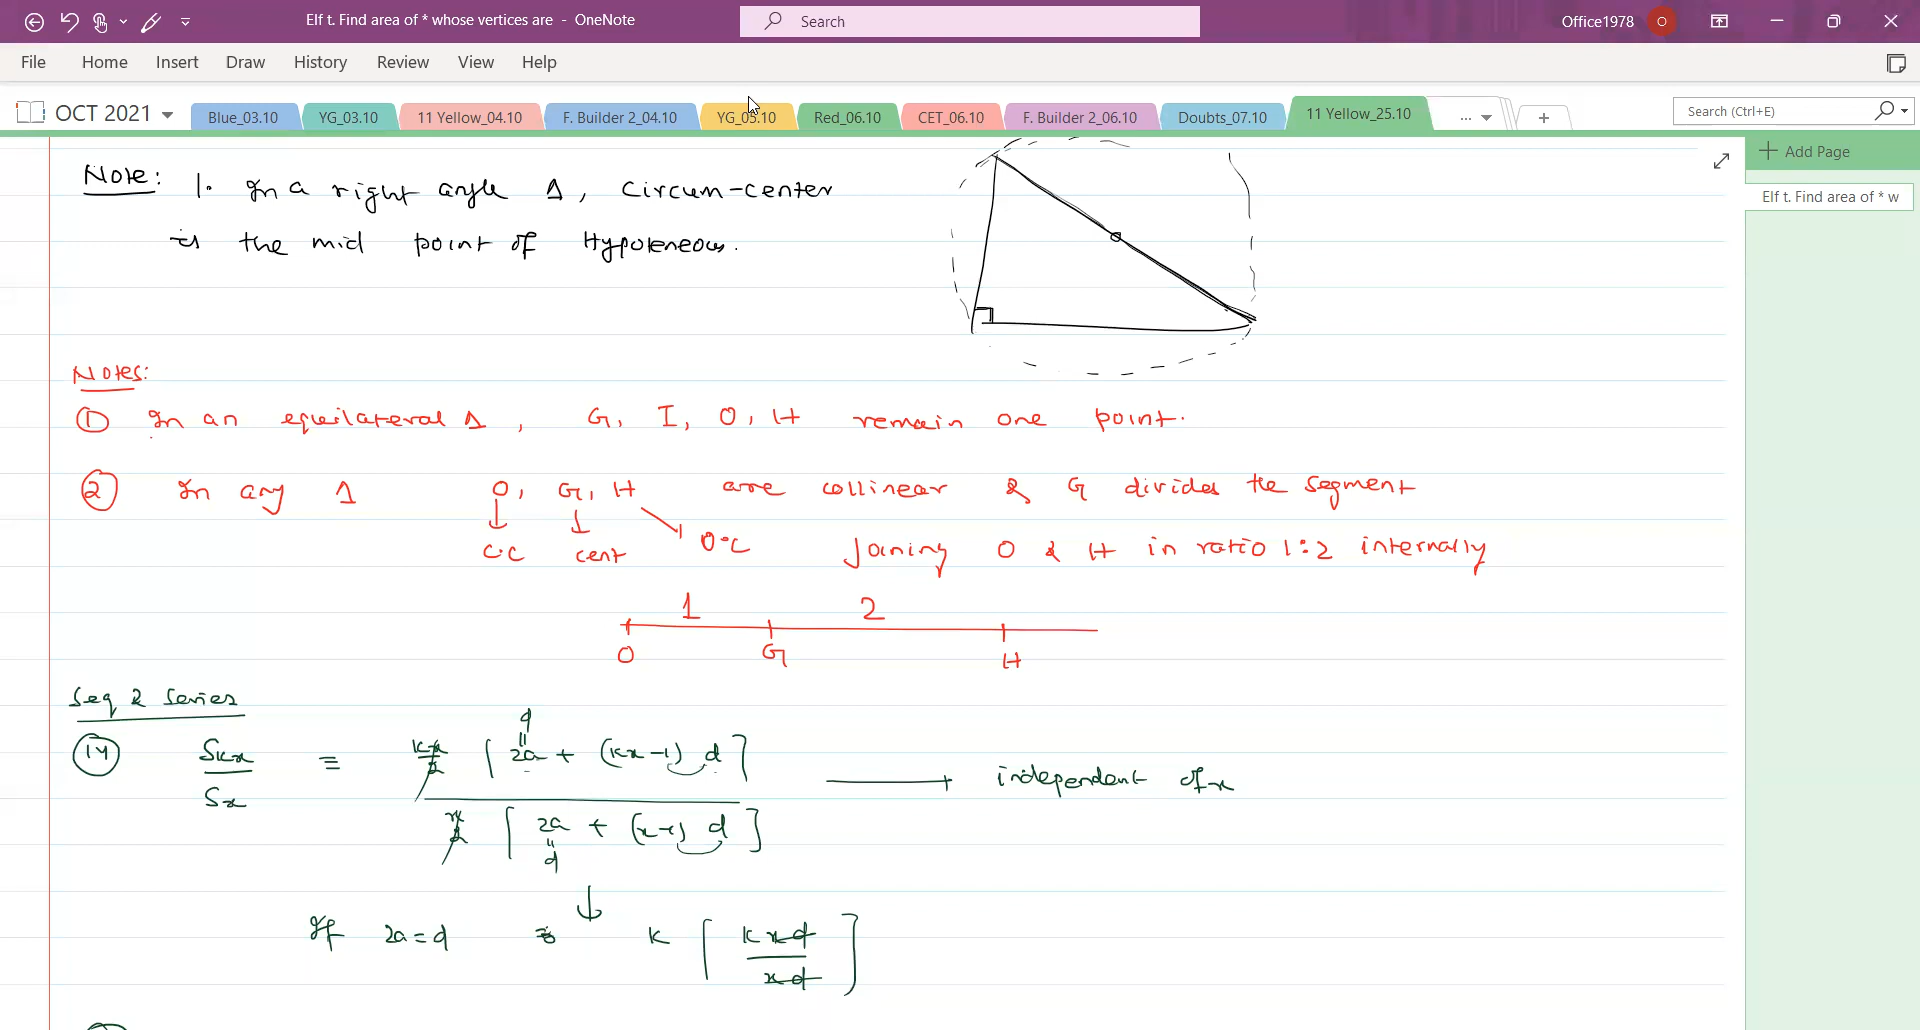 Elf t. Find area of * whose vertices are - OneNote
Search
Office1978
O
File Home Insert Draw History Review View Help
OCT 2021
Blue_03.10
YG_03.10
11 Yellow_04.10
F. Builder 2_04.10
YG_05.10
Red_06.10
CET_06.10
F. Builder 2_06.10
Doubts_07.10
11 Yellow_25.10
...
+
Search (Ctrl+E)
Add Page
Elf t. Find area of * w
Note: 1. In a right angle Δ, Circum-center
is the mid point of Hypoteneous.
Notes:
① In an equilateral Δ, G, I, O, H remain one point.
② In any Δ O, G, H are collinear & G divides the segment
C.C cent O.C Joining O & H in ratio 1:2 internally
1 2
O G H
Seq & Series
14 Skx/Sx = kx/2 [2a + (kx-1) d] / x/2 [2a + (x-1) d] → independent of x
d
d
If 2a = d k [kxd/xd]